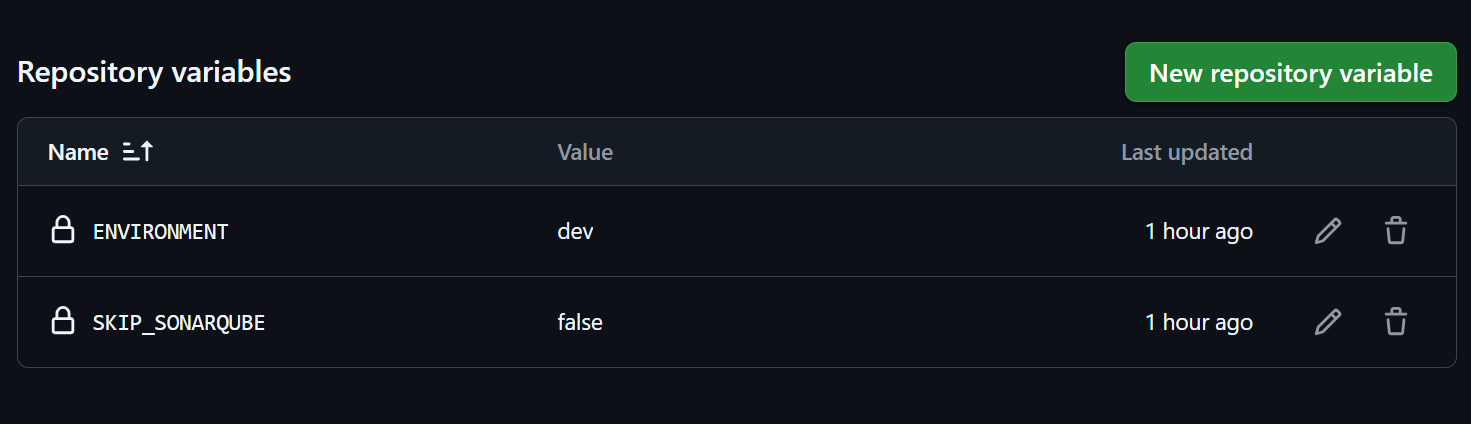 Repository variables
New repository variable
Name Value Last updated
ENVIRONMENT dev 1 hour ago
SKIP_SONARQUBE false 1 hour ago